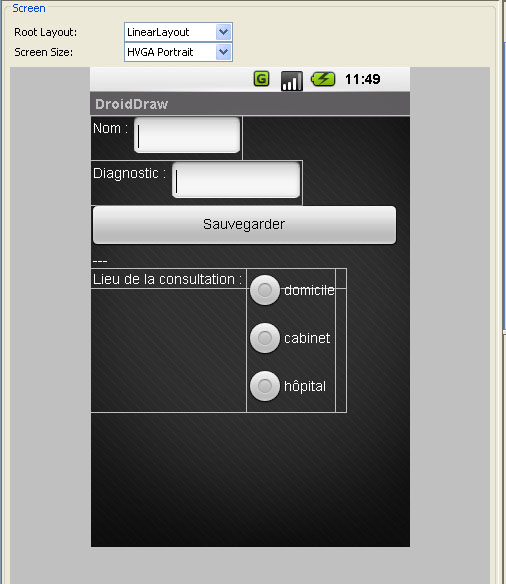 Screen
Root Layout: LinearLayout
Screen Size: HVGA Portrait
G 11:49
DroidDraw
Nom :
Diagnostic :
Sauvegarder
---
Lieu de la consultation :
domicile
cabinet
hôpital